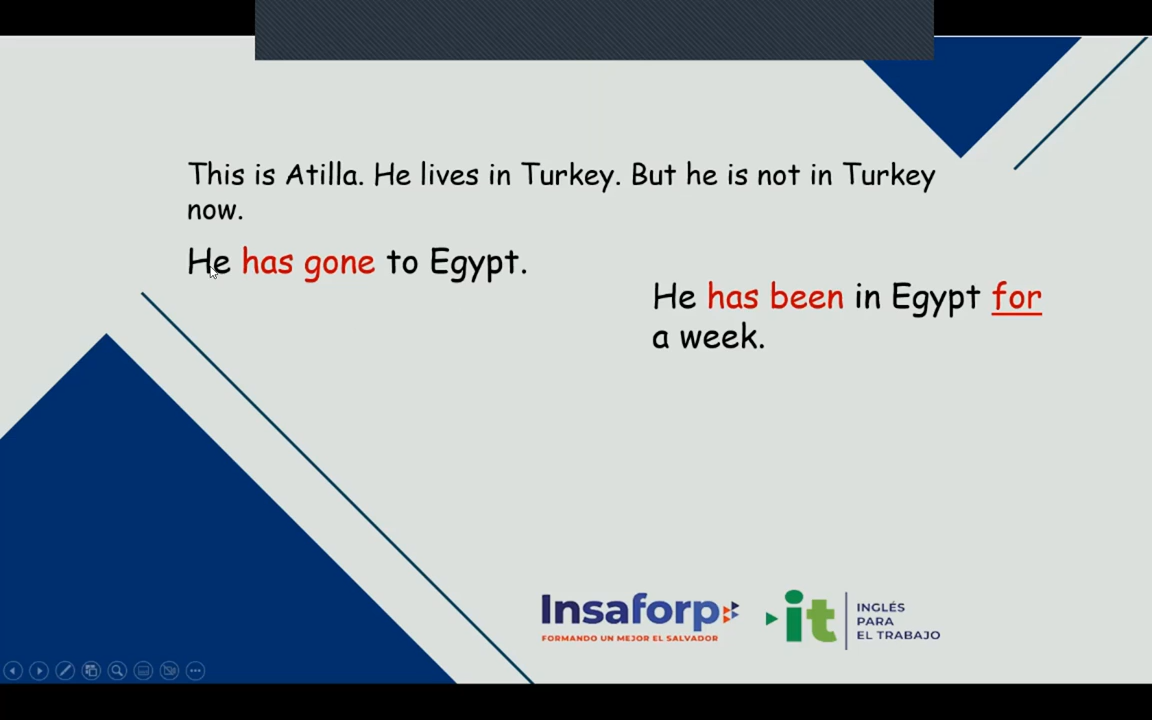 This is Atilla. He lives in Turkey. But he is not in Turkey
now.
He has gone to Egypt.
He has been in Egypt for
a week.
Insaforp
FORMANDO UN MEJOR EL SALVADOR
it
INGLÉS
PARA
EL TRABAJO